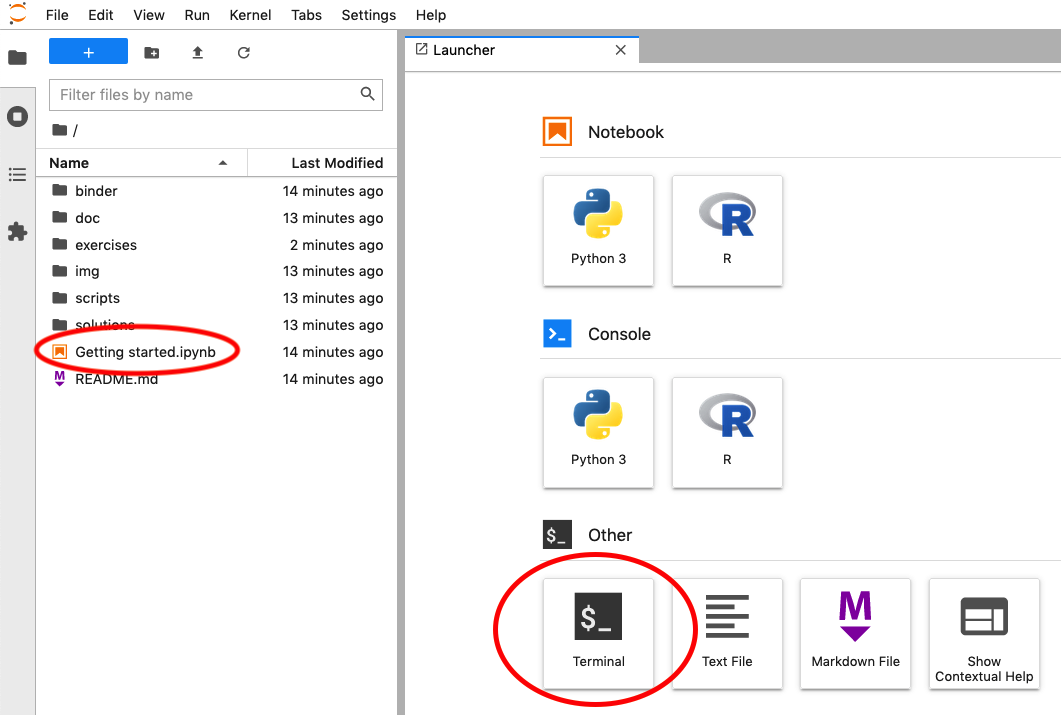 File Edit View Run Kernel Tabs Settings Help
+
Launcher
Filter files by name
/
Name Last Modified
binder 14 minutes ago
doc 13 minutes ago
exercises 2 minutes ago
img 13 minutes ago
scripts 13 minutes ago
solutions 13 minutes ago
Getting started.ipynb 14 minutes ago
M README.md 14 minutes ago
Notebook
Python 3
R
R
>_ Console
Python 3
R
R
$_ Other
$_
Terminal
Text File
M
Markdown File
Show
Contextual Help